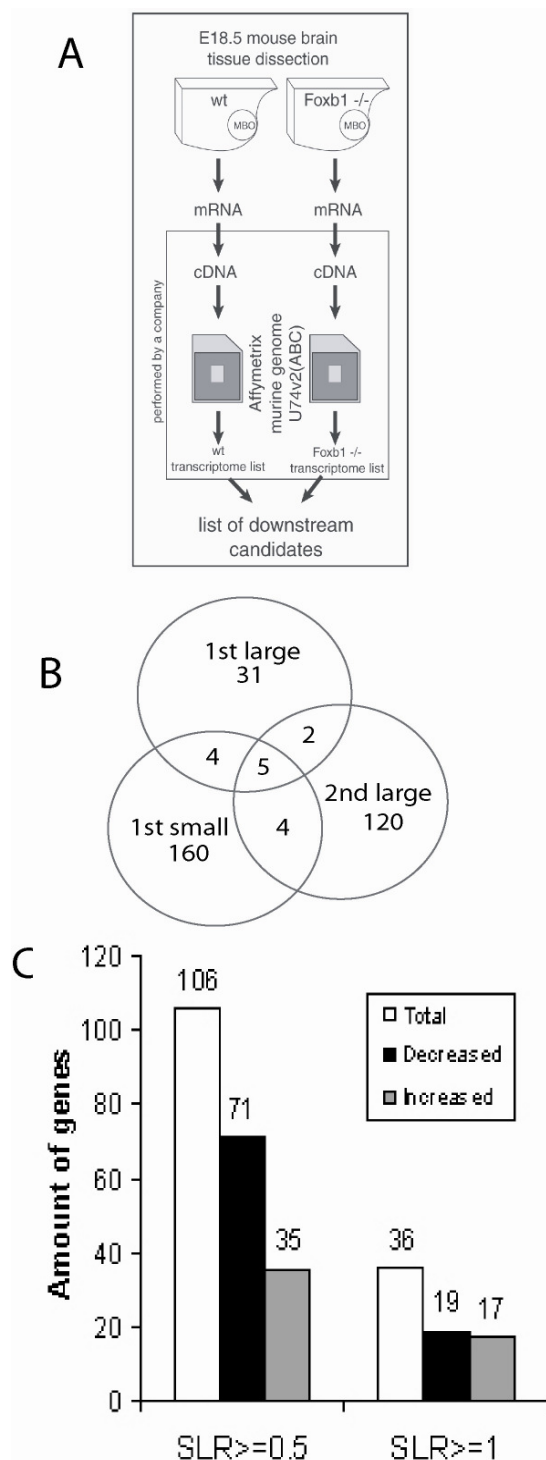 A
E18.5 mouse brain
tissue dissection
wt
Foxb1 -/-
MBO
MBO
mRNA
mRNA
performed by a company
cDNA
cDNA
Affymetrix
murine genome
U74v2(ABC)
wt
transcriptome list
Foxb1 -/-
transcriptome list
list of downstream
candidates
B
1st large
31
2
4
5
2nd large
120
1st small
160
4
C
Amount of genes
120
100
80
60
40
20
0
106
71
35
36
19
17
Total
Decreased
Increased
SLR>=0.5
SLR>=1